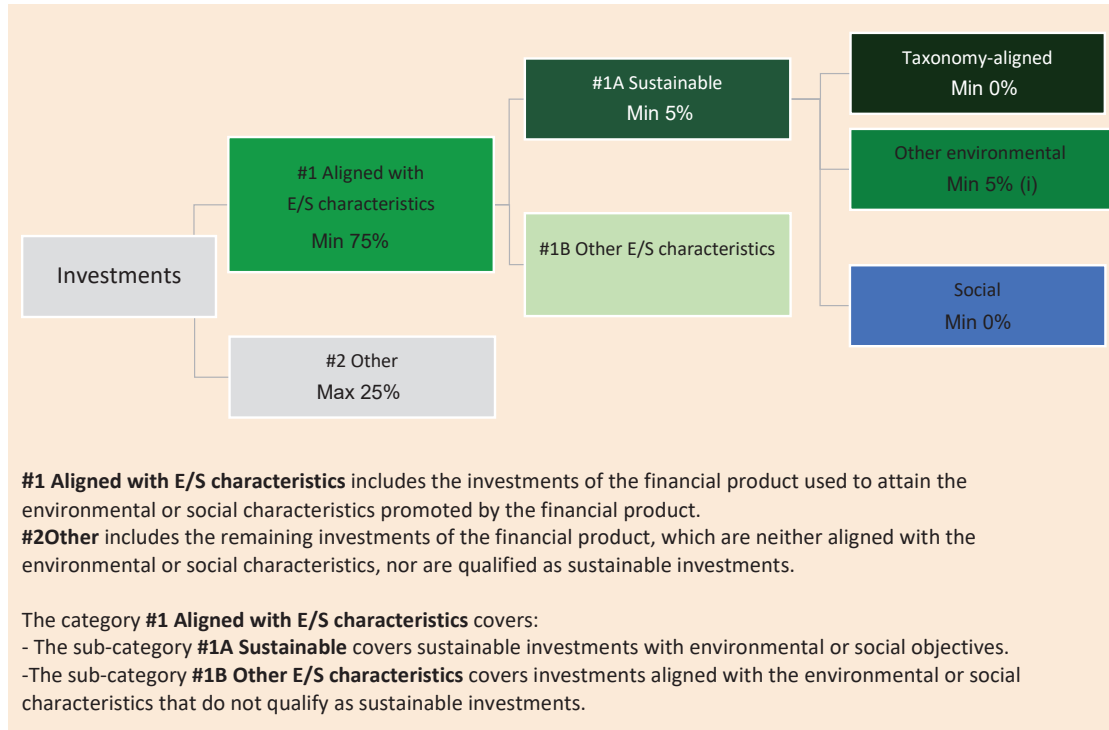 Investments
#1 Aligned with
E/S characteristics
Min 75%
#2 Other
Max 25%
#1A Sustainable
Min 5%
#1B Other E/S characteristics
Taxonomy-aligned
Min 0%
Other environmental
Min 5% (i)
Social
Min 0%
#1 Aligned with E/S characteristics includes the investments of the financial product used to attain the
environmental or social characteristics promoted by the financial product.
#2Other includes the remaining investments of the financial product, which are neither aligned with the
environmental or social characteristics, nor are qualified as sustainable investments.
The category #1 Aligned with E/S characteristics covers:
- The sub-category #1A Sustainable covers sustainable investments with environmental or social objectives.
-The sub-category #1B Other E/S characteristics covers investments aligned with the environmental or social
characteristics that do not qualify as sustainable investments.